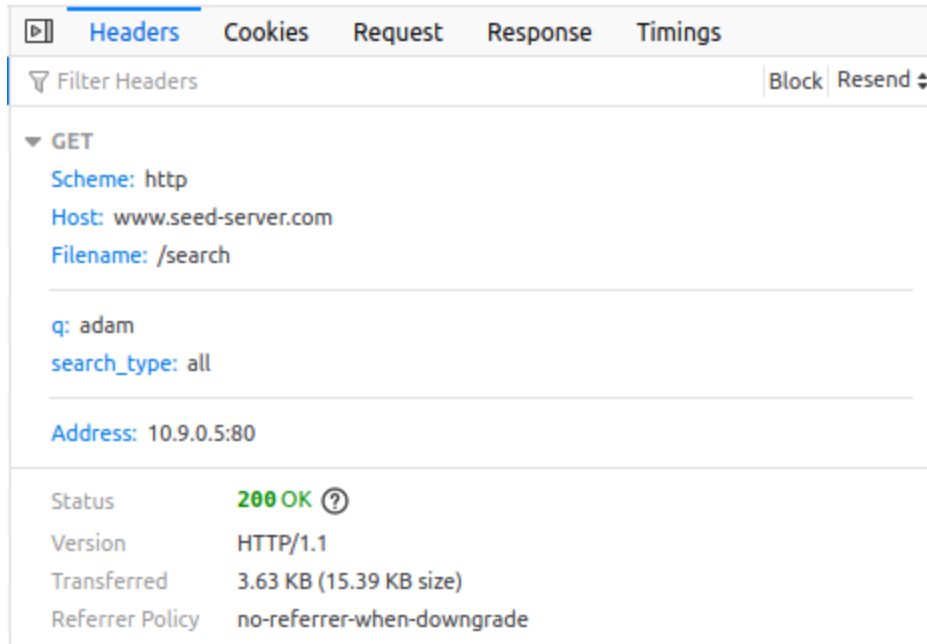 Headers Cookies Request Response Timings
Filter Headers Block Resend
GET
Scheme: http
Host: www.seed-server.com
Filename: /search
q: adam
search_type: all
Address: 10.9.0.5:80
Status 200 OK ?
Version HTTP/1.1
Transferred 3.63 KB (15.39 KB size)
Referrer Policy no-referrer-when-downgrade